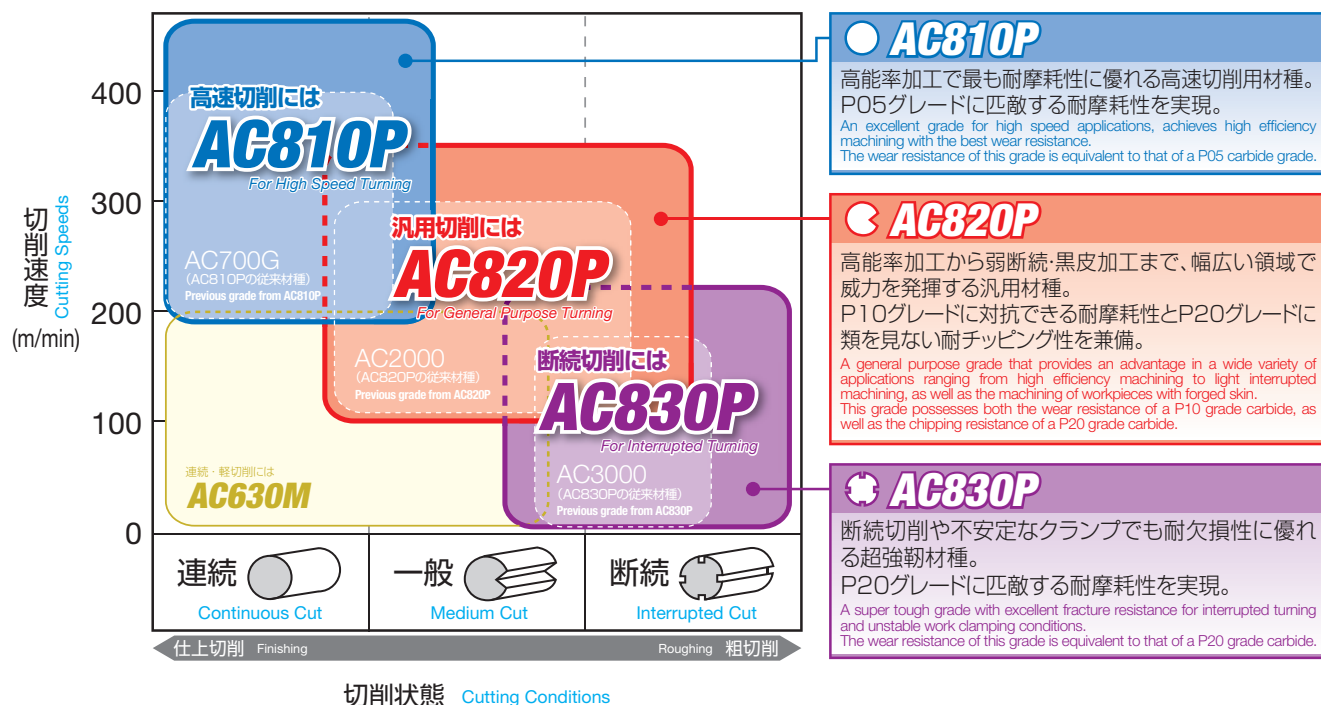 切削速度
Cutting Speeds
(m/min)
400
300
200
100
0
高速切削には
AC810P
For High Speed Turning
AC700G
(AC810Pの従来材種)
Previous grade from AC810P
汎用切削には
AC820P
For General Purpose Turning
AC2000
(AC820Pの従来材種)
Previous grade from AC820P
断続切削には
AC830P
For Interrupted Turning
AC3000
(AC830Pの従来材種)
Previous grade from AC830P
連続・軽切削には
AC630M
連続
Continuous Cut
一般
Medium Cut
断続
Interrupted Cut
仕上切削 Finishing
Roughing 粗切削
切削状態 Cutting Conditions
AC810P
高能率加工で最も耐摩耗性に優れる高速切削用材種。
P05グレードに匹敵する耐摩耗性を実現。
An excellent grade for high speed applications, achieves high efficiency
machining with the best wear resistance.
The wear resistance of this grade is equivalent to that of a P05 carbide grade.
AC820P
高能率加工から弱断続・黒皮加工まで、幅広い領域で
威力を発揮する汎用材種。
P10グレードに対抗できる耐摩耗性とP20グレードに
類を見ない耐チッピング性を兼備。
A general purpose grade that provides an advantage in a wide variety of
applications ranging from high efficiency machining to light interrupted
machining, as well as the machining of workpieces with forged skin.
This grade possesses both the wear resistance of a P10 grade carbide, as
well as the chipping resistance of a P20 grade carbide.
AC830P
断続切削や不安定なクランプでも耐欠損性に優れ
る超強靭材種。
P20グレードに匹敵する耐摩耗性を実現。
A super tough grade with excellent fracture resistance for interrupted turning
and unstable work clamping conditions.
The wear resistance of this grade is equivalent to that of a P20 grade carbide.